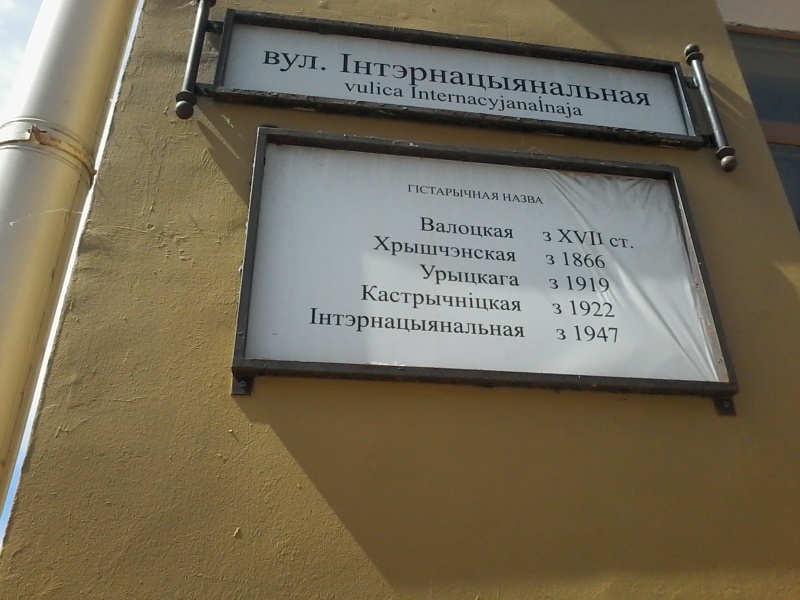 вул. Інтэрнацыянальная
vulica Internacyjanaĺnaja
ГІСТАРЫЧНАЯ НАЗВА
Валоцкая з XVII ст.
Хрышчэнская з 1866
Урыцкага з 1919
Кастрычніцкая з 1922
Інтэрнацыянальная з 1947